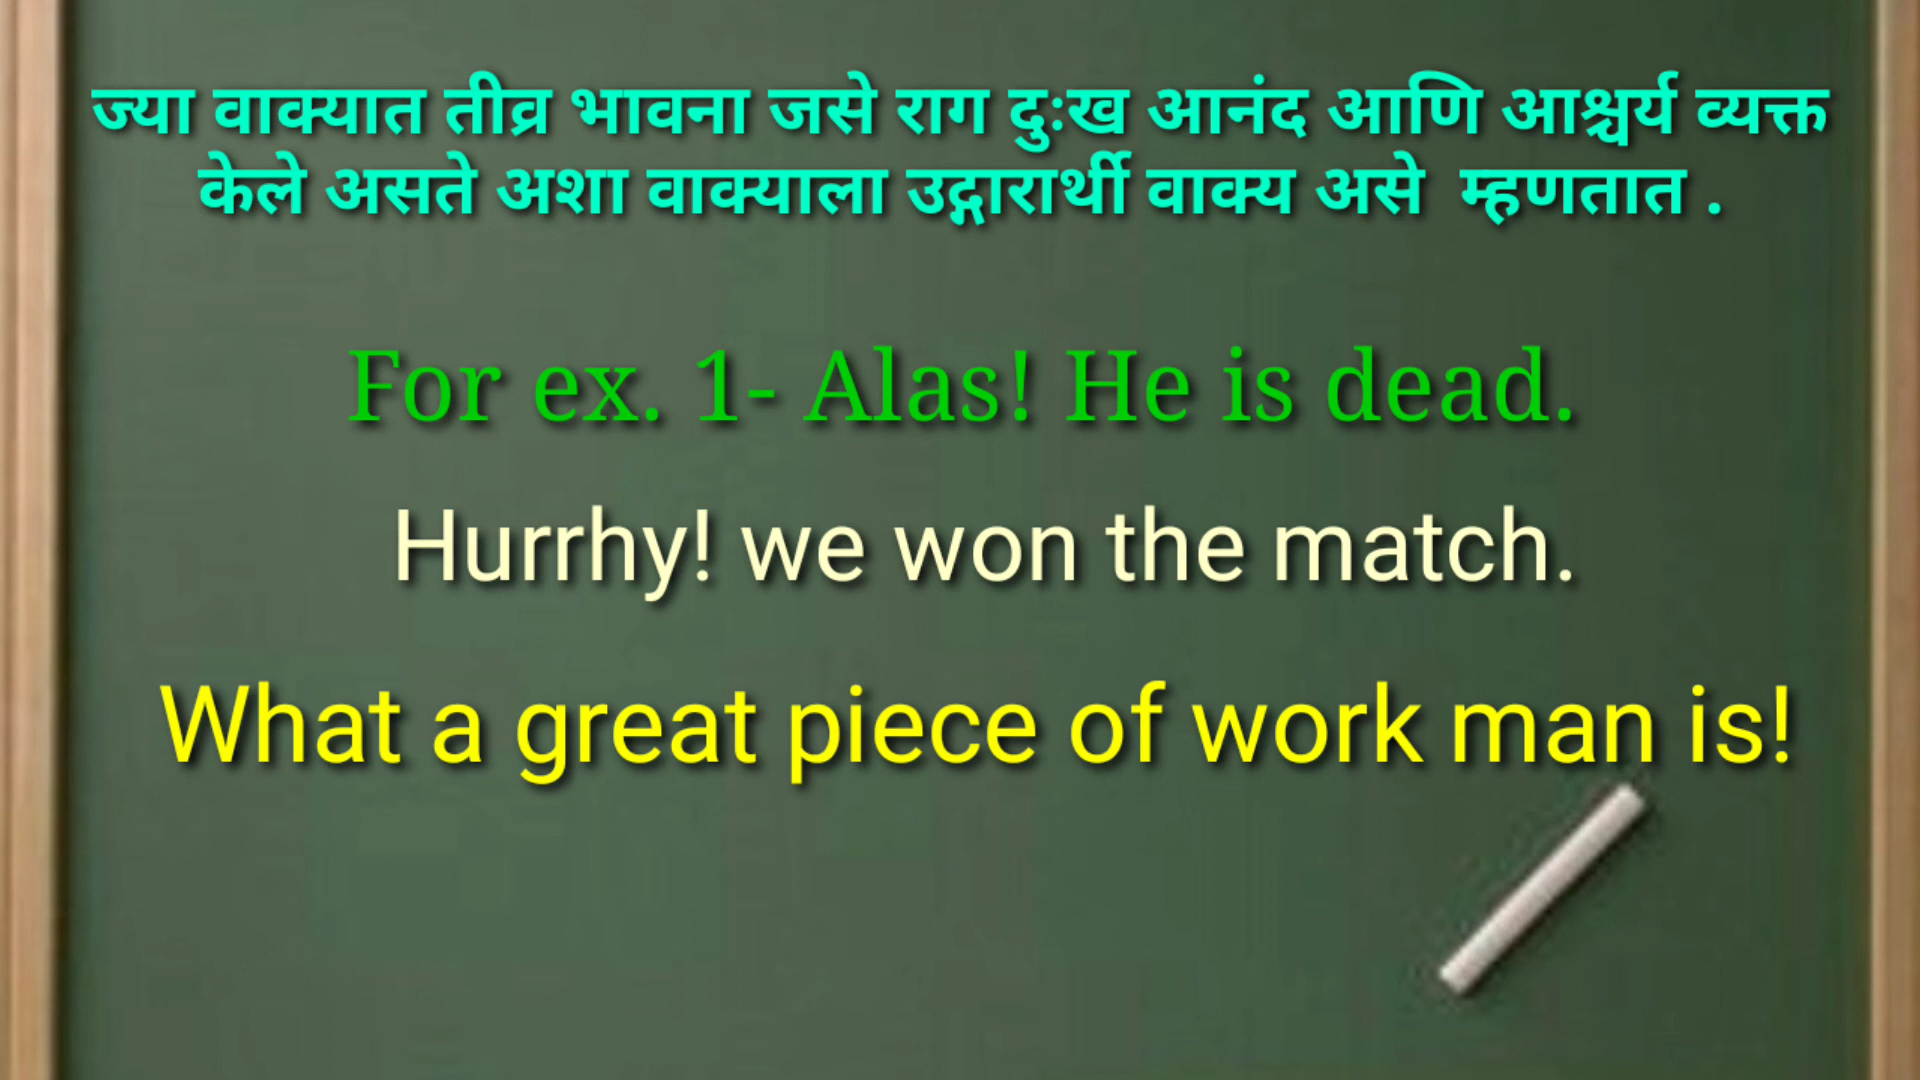 ज्या वाक्यात तीव्र भावना जसे राग दुःख आनंद आणि आश्चर्य व्यक्त
केले असते अशा वाक्याला उद्गारार्थी वाक्य असे म्हणतात .
For ex. 1- Alas! He is dead.
Hurrhy! we won the match.
What a great piece of work man is!